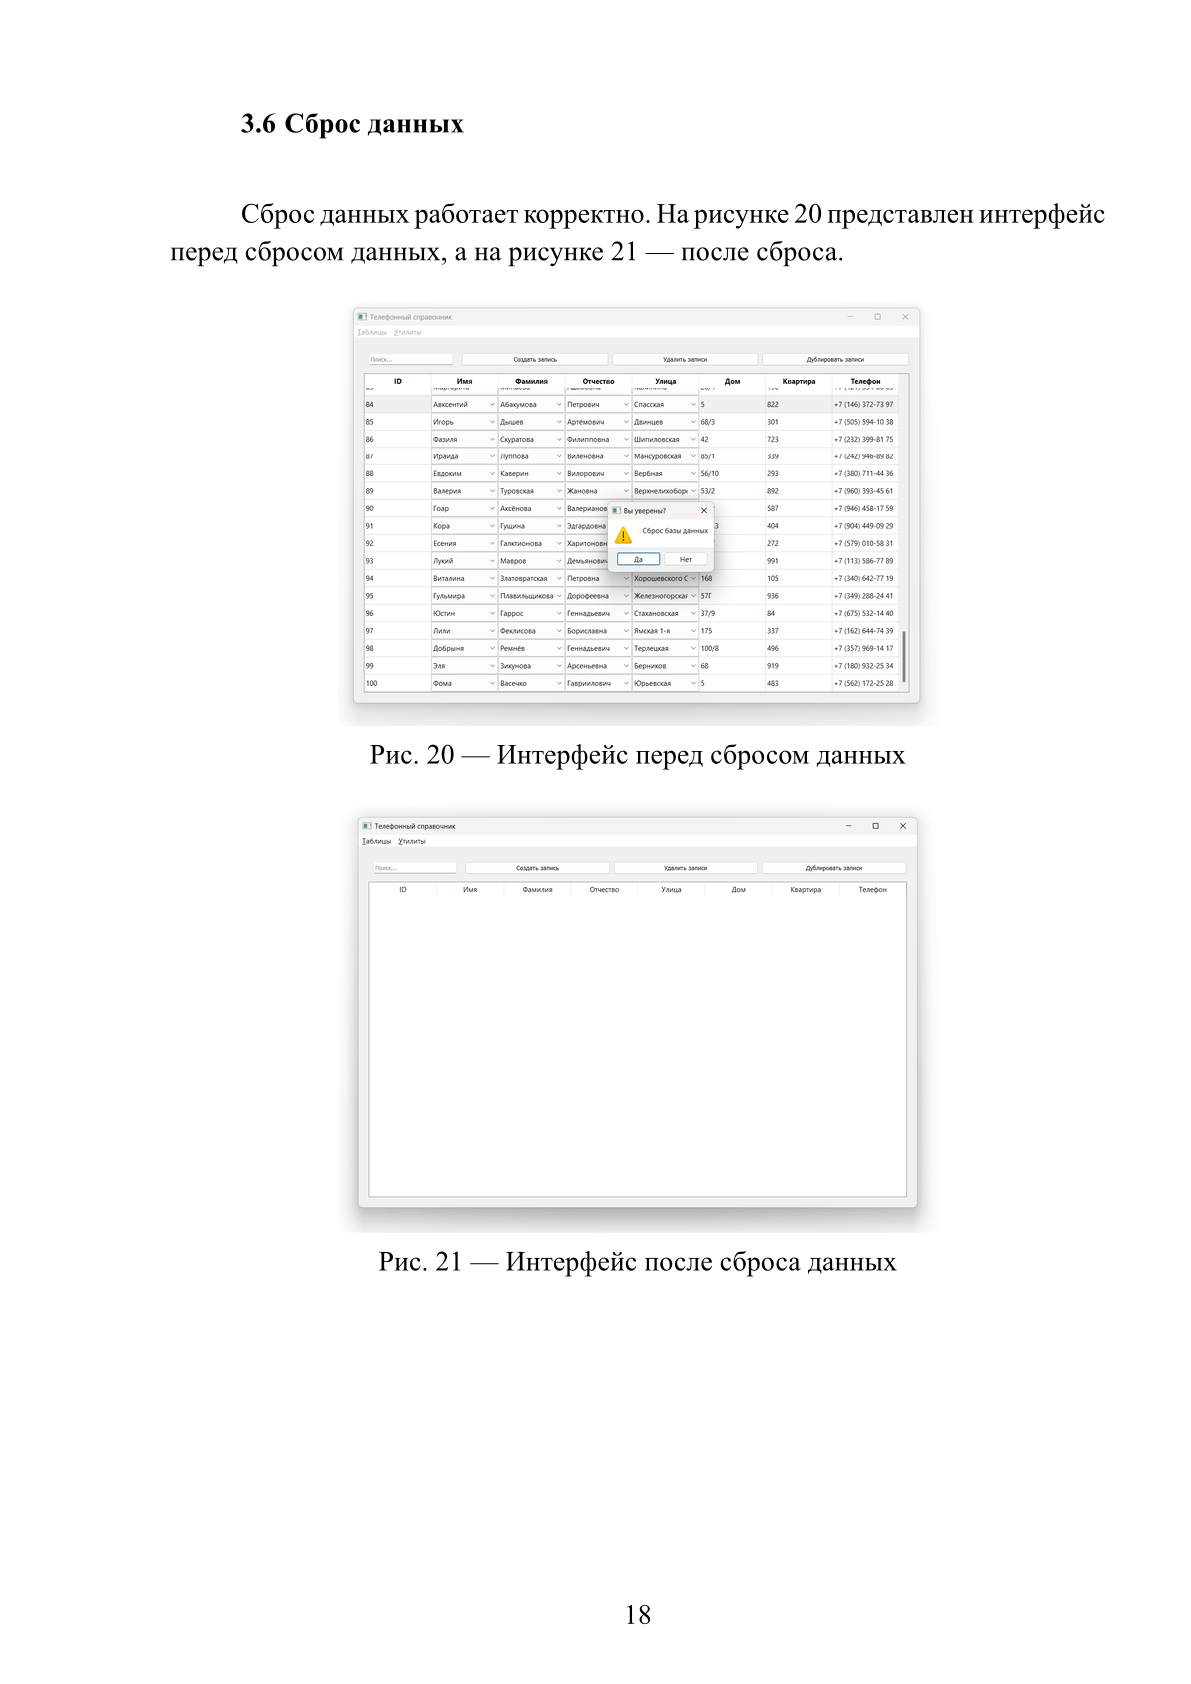 3.6 Сброс данных
Сброс данных работает корректно. На рисунке 20 представлен интерфейс
перед сбросом данных, а на рисунке 21 — после сброса.
Телефонный справочник
Таблицы Утилиты
Поиск... Создать запись Удалить записи Дублировать записи
ID Имя Фамилия Отчество Улица Дом Квартира Телефон
84 Авксентий Абакумова Петрович Спасская 5 822 +7 (146) 372-73 97
85 Игорь Дышев Артёмович Двинцев 68/3 301 +7 (505) 594-10 38
86 Фазиля Скуратова Филипповна Шипиловская 42 723 +7 (232) 399-81 75
87 Ираида Луппова Виленовна Мансуровская 85/1 339 +7 (242) 946-89 82
88 Евдоким Каверин Вилорович Вербная 56/10 293 +7 (380) 711-44 36
89 Валерия Туровская Жановна Верхнелихоборс 53/2 892 +7 (960) 393-45 61
90 Гоар Аксёнова Валерианов 587 +7 (946) 458-17 59
91 Кора Гущина Эдгардовна 3 404 +7 (904) 449-09 29
92 Есения Галктионова Харитоновн 272 +7 (579) 010-58 31
93 Лукий Мавров Демьянович 991 +7 (113) 586-77 89
Вы уверены?
Сброс базы данных
Да Нет
94 Виталина Златовратская Петровна Хорошевского С 168 105 +7 (340) 642-77 19
95 Гульмира Плавильщикова Дорофеевна Железногорская 57Г 936 +7 (349) 288-24 41
96 Юстин Гаррос Геннадьевич Стахановская 37/9 84 +7 (675) 532-14 40
97 Лили Феклисова Бориславна Ямская 1-я 175 337 +7 (162) 644-74 39
98 Добрыня Ремнёв Геннадьевич Терлецкая 100/8 496 +7 (357) 969-14 17
99 Эля Зикунова Арсеньевна Берников 68 919 +7 (180) 932-25 34
100 Фома Васечко Гавриилович Юрьевская 5 483 +7 (562) 172-25 28
Рис. 20 — Интерфейс перед сбросом данных
Телефонный справочник
Таблицы Утилиты
Поиск... Создать запись Удалить записи Дублировать записи
ID Имя Фамилия Отчество Улица Дом Квартира Телефон
Рис. 21 — Интерфейс после сброса данных
18